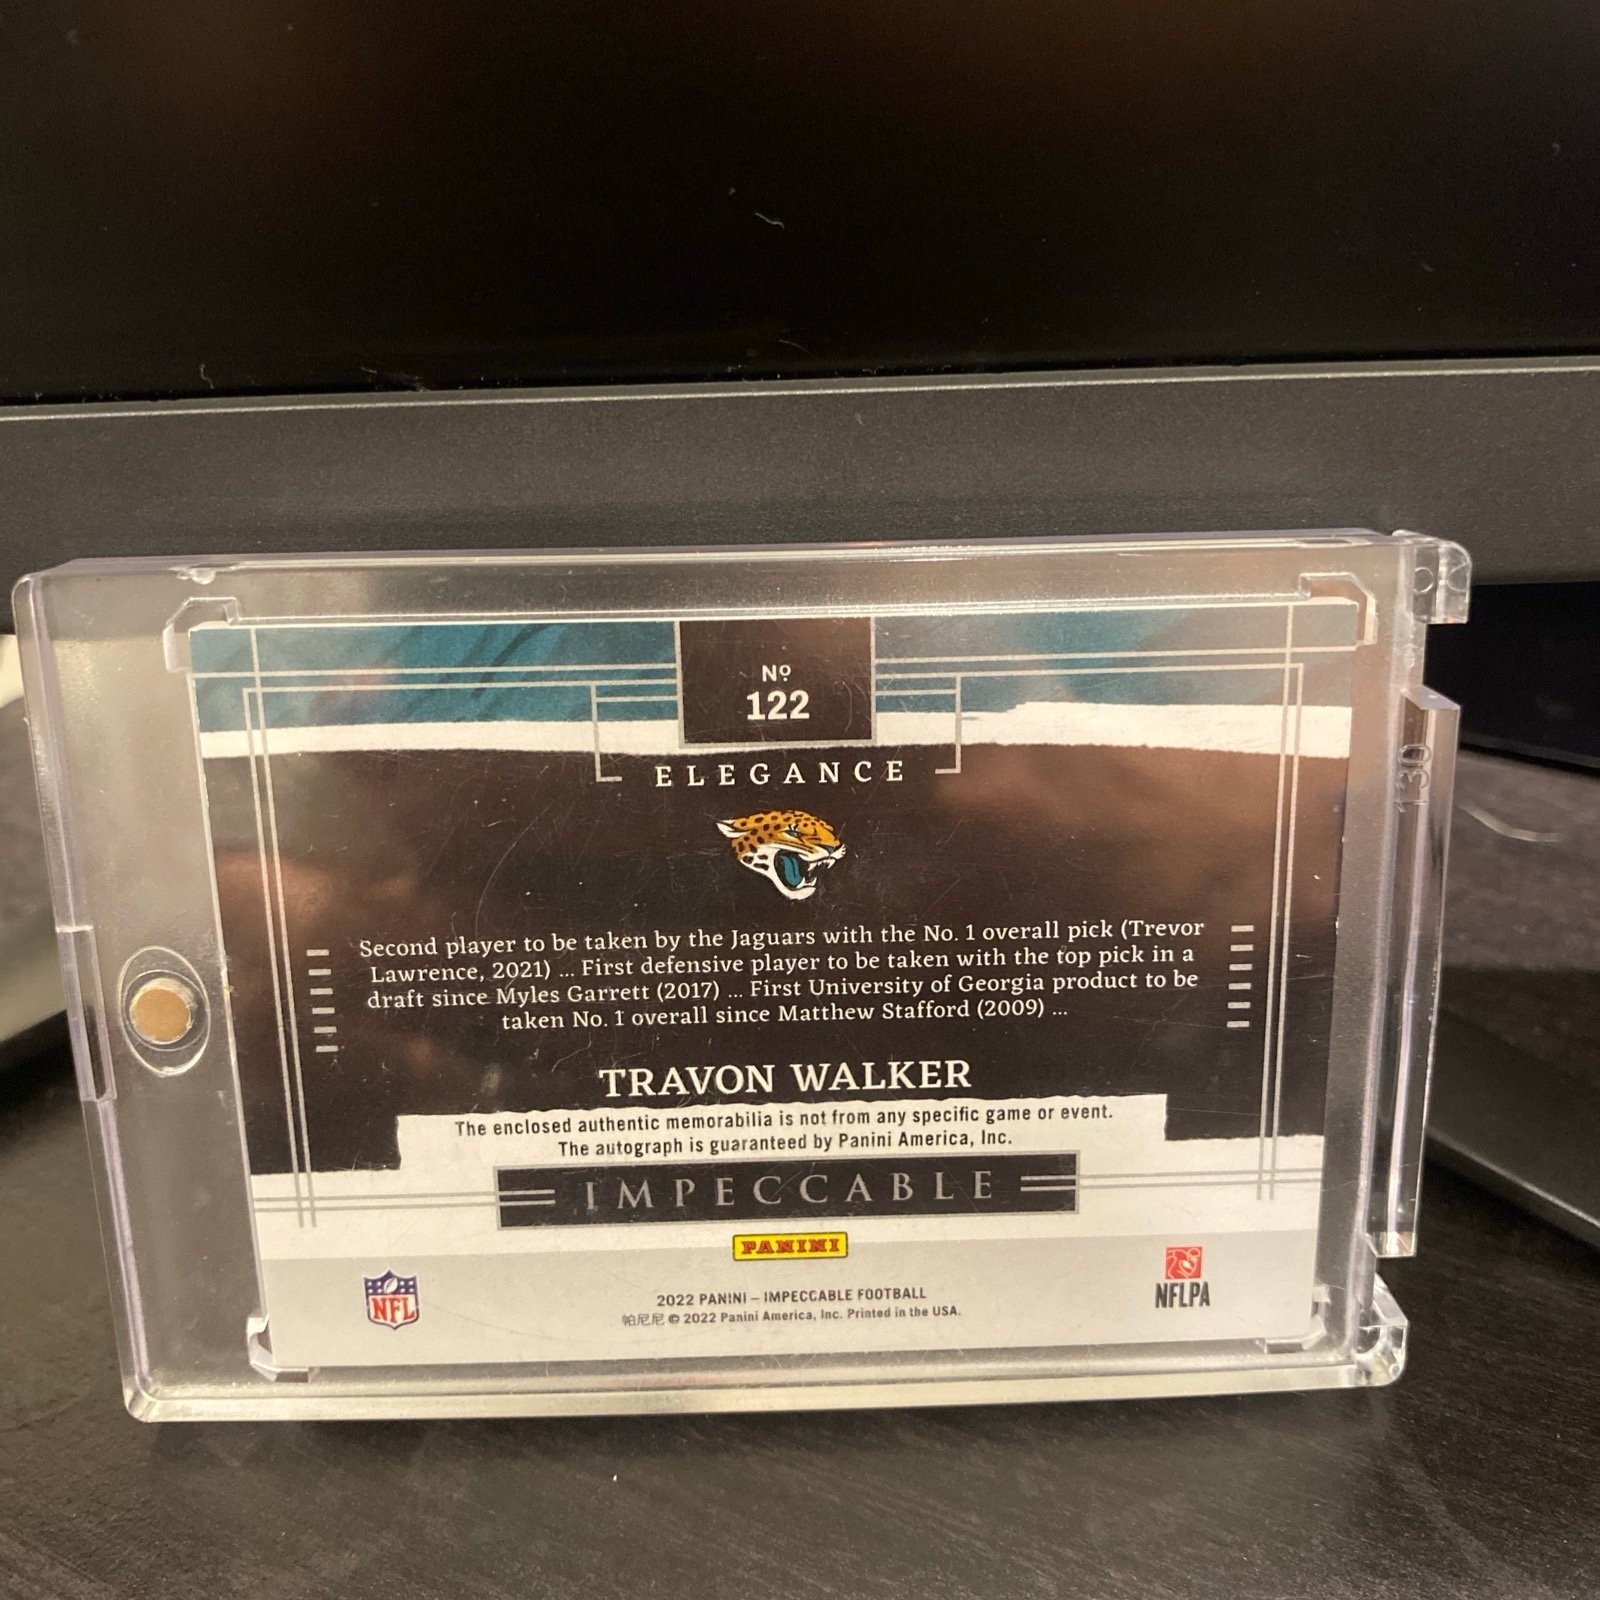 Nº
122
ELEGANCE
Second player to be taken by the Jaguars with the No. 1 overall pick (Trevor
Lawrence, 2021) ... First defensive player to be taken with the top pick in a
draft since Myles Garrett (2017) ... First University of Georgia product to be
taken No. 1 overall since Matthew Stafford (2009) ...
TRAVON WALKER
The enclosed authentic memorabilia is not from any specific game or event.
The autograph is guaranteed by Panini America, Inc.
IMPECCABLE
PANINI
NFL
2022 PANINI – IMPECCABLE FOOTBALL
帕尼尼 © 2022 Panini America, Inc. Printed in the USA.
NFLPA
130